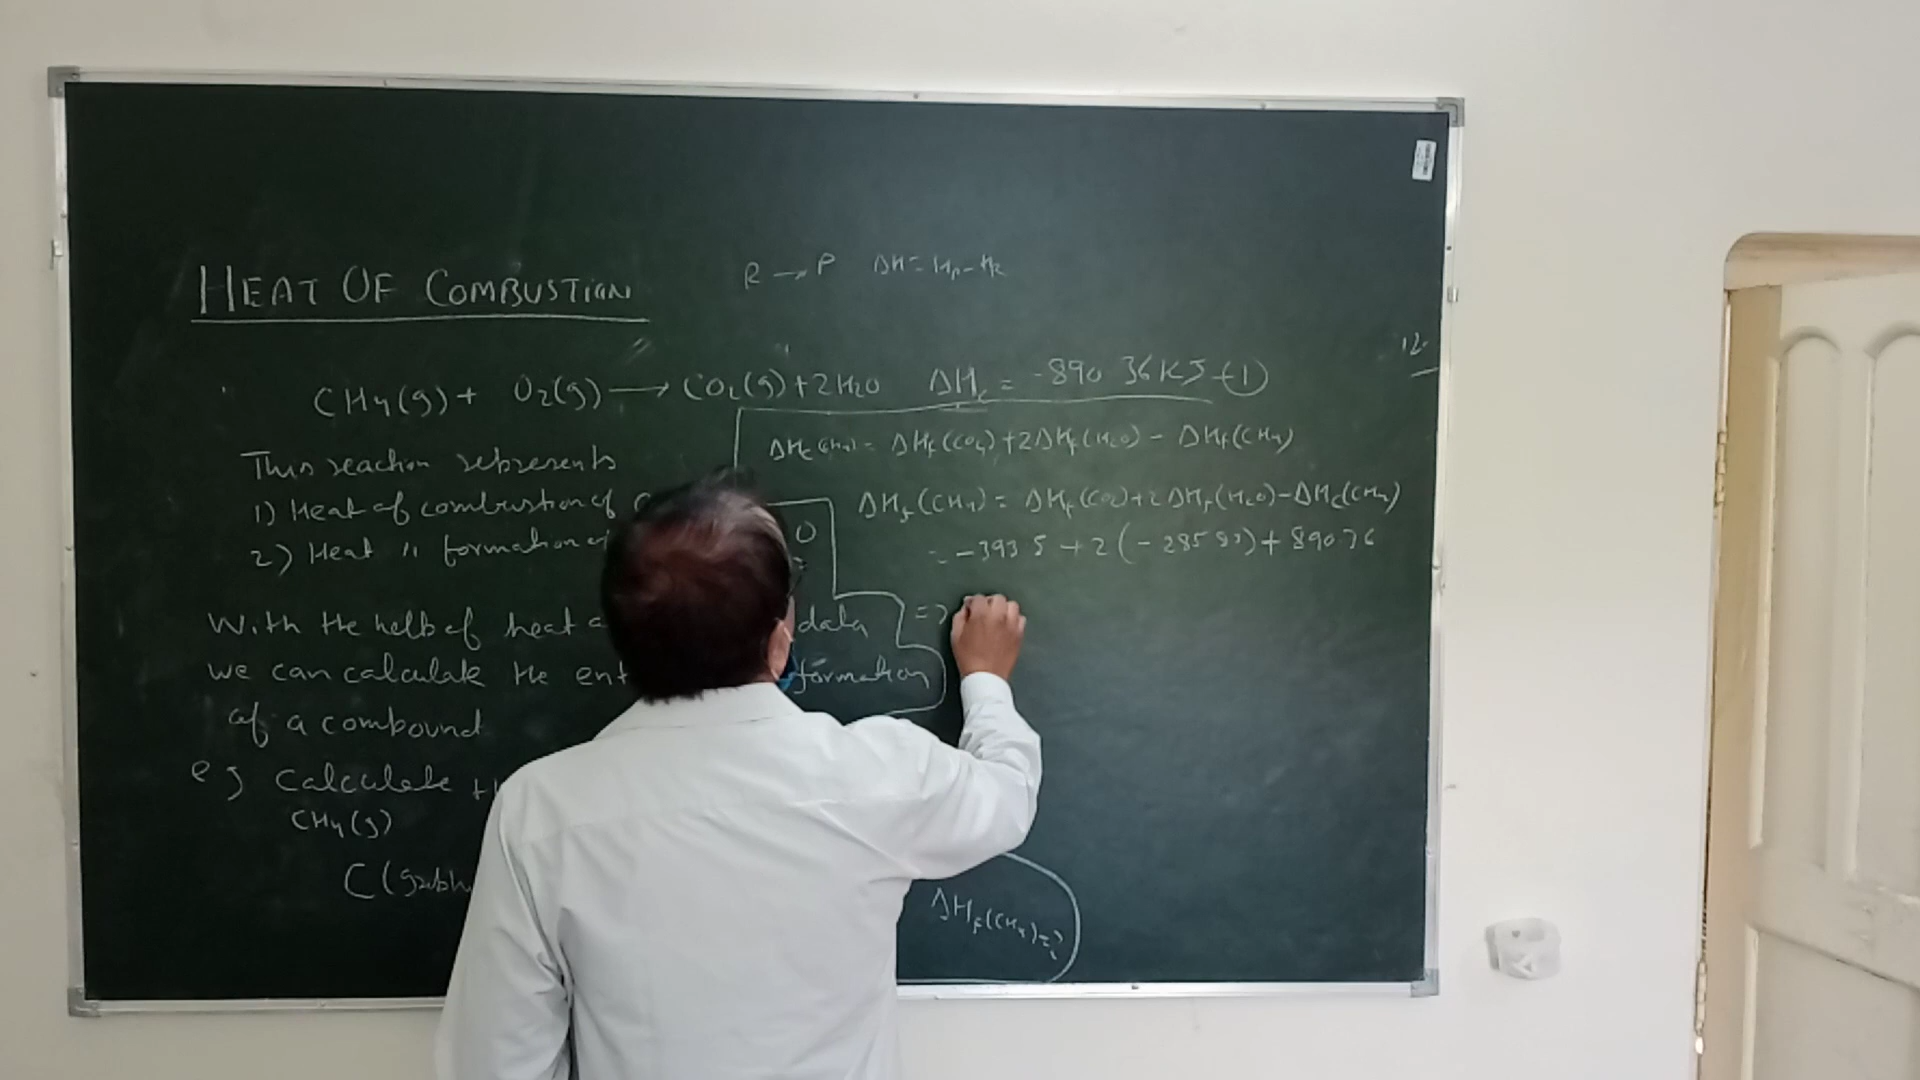 HEAT OF COMBUSTION
R → P ΔH = Hp - HR
12
CH4(g) + O2(g) → CO2(g) + 2H2O ΔHc = -890 36 KJ -(1)
ΔHc(CH4) = ΔHf(CO2) + 2ΔHf(H2O) - ΔHf(CH4)
This reaction represents
1) Heat of combustion of
2) Heat " formation of
O
ΔHf(CH4) = ΔHf(CO2) + 2ΔHf(H2O) - ΔHc(CH4)
= -393 5 + 2(-285 83) + 890 36
=>
With the help of heat data
we can calculate the formation
of a compound
eg Calculate
CH4(g)
C(
ΔHf(CH4) = ?